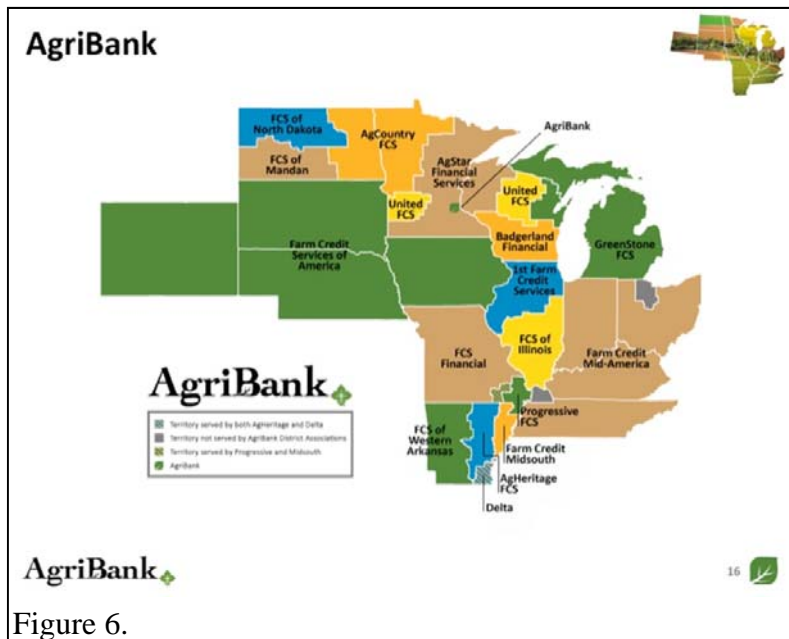 AgriBank
AgriBank
FCS of
North Dakota
AgCountry
FCS
FCS of
Mandan
AgStar
Financial
Services
United
FCS
United
FCS
Badgerland
Financial
GreenStone
FCS
Farm Credit
Services of
America
1st Farm
Credit
Services
FCS of
Illinois
FCS
Financial
Farm Credit
Mid-America
AgriBank
Territory served by both AgHeritage and Delta
Territory not served by AgriBank District Associations
Territory served by Progressive and Midsouth
AgriBank
FCS of
Western
Arkansas
Progressive
FCS
Farm Credit
Midsouth
AgHeritage
FCS
Delta
AgriBank
16
Figure 6.